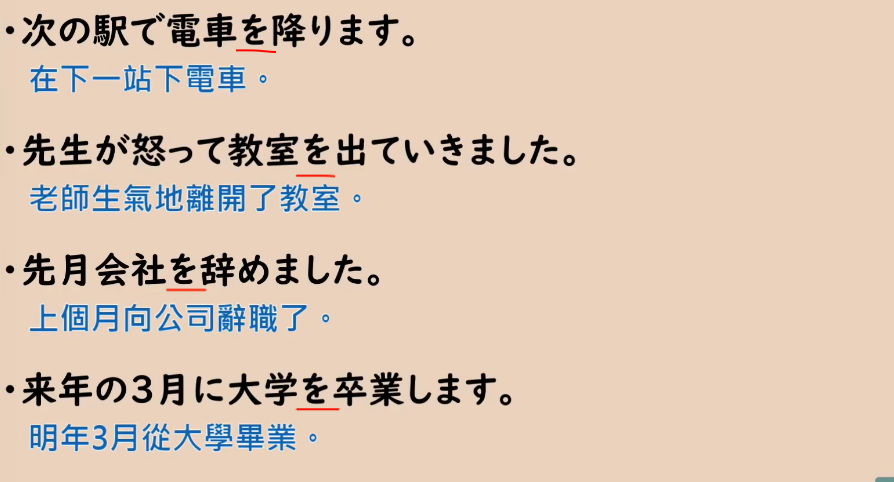 ・次の駅で電車を降ります。
在下一站下電車。
・先生が怒って教室を出ていきました。
老師生氣地離開了教室。
・先月会社を辞めました。
上個月向公司辭職了。
・来年の3月に大学を卒業します。
明年3月從大學畢業。